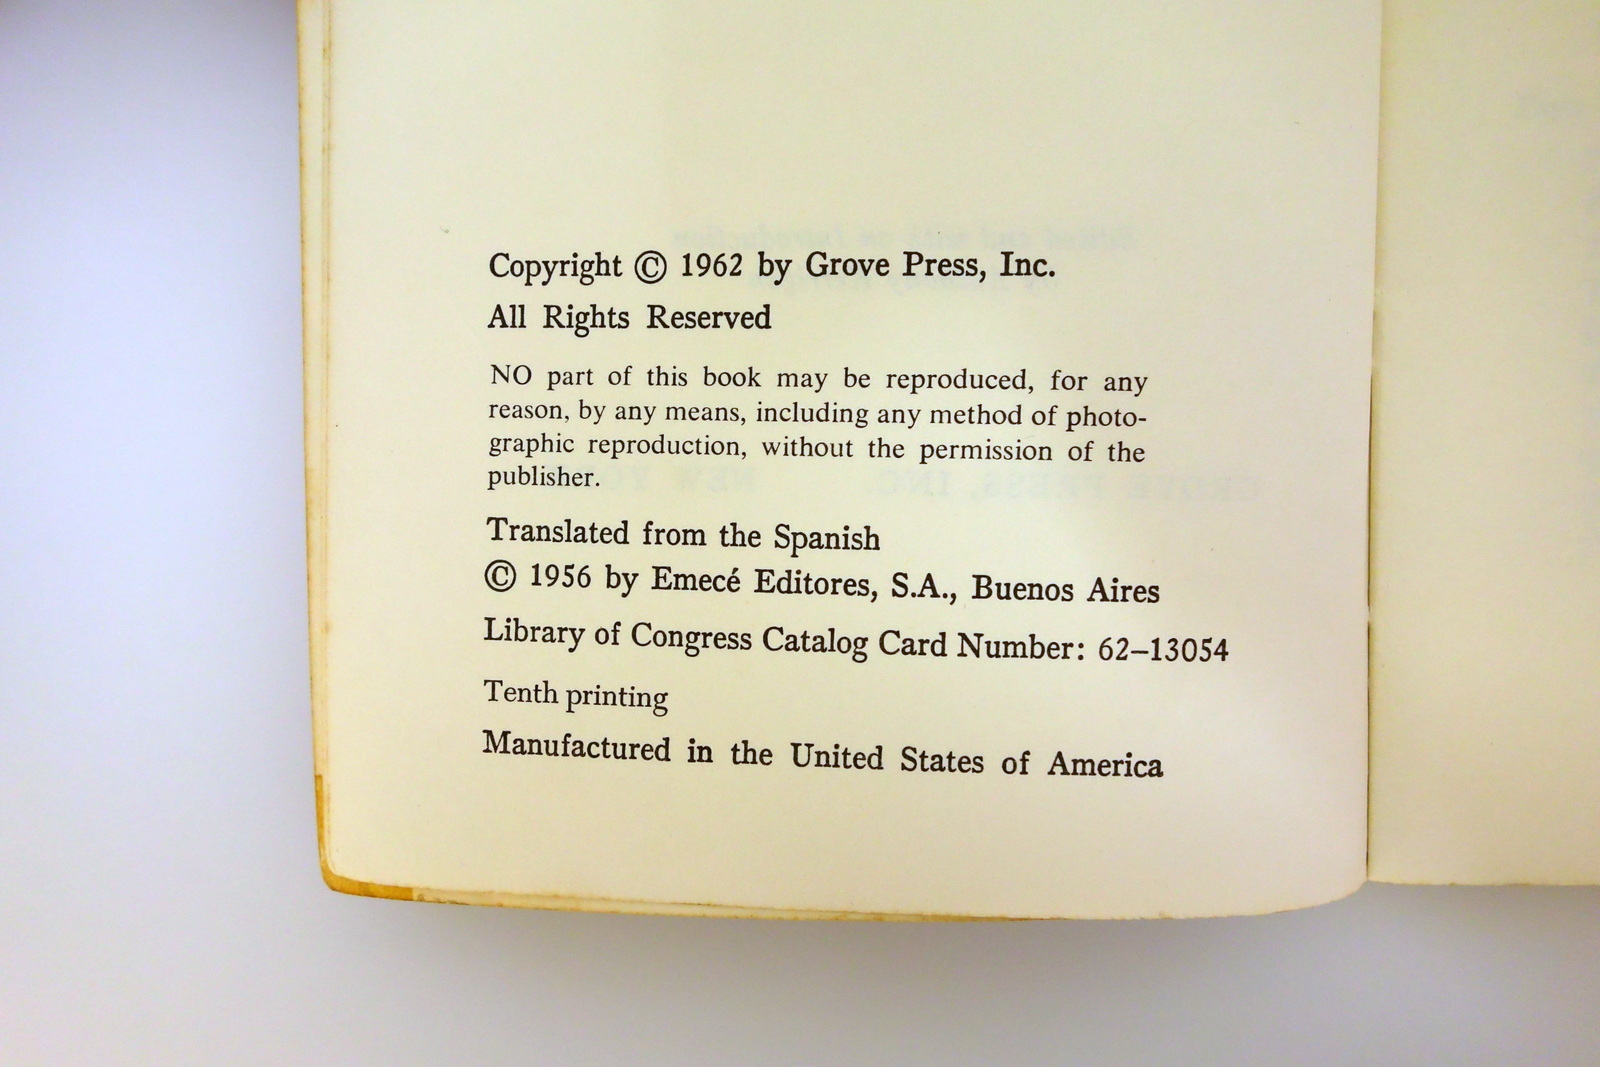 Copyright © 1962 by Grove Press, Inc.
All Rights Reserved
NO part of this book may be reproduced, for any
reason, by any means, including any method of photo-
graphic reproduction, without the permission of the
publisher.
Translated from the Spanish
© 1956 by Emecé Editores, S.A., Buenos Aires
Library of Congress Catalog Card Number: 62–13054
Tenth printing
Manufactured in the United States of America